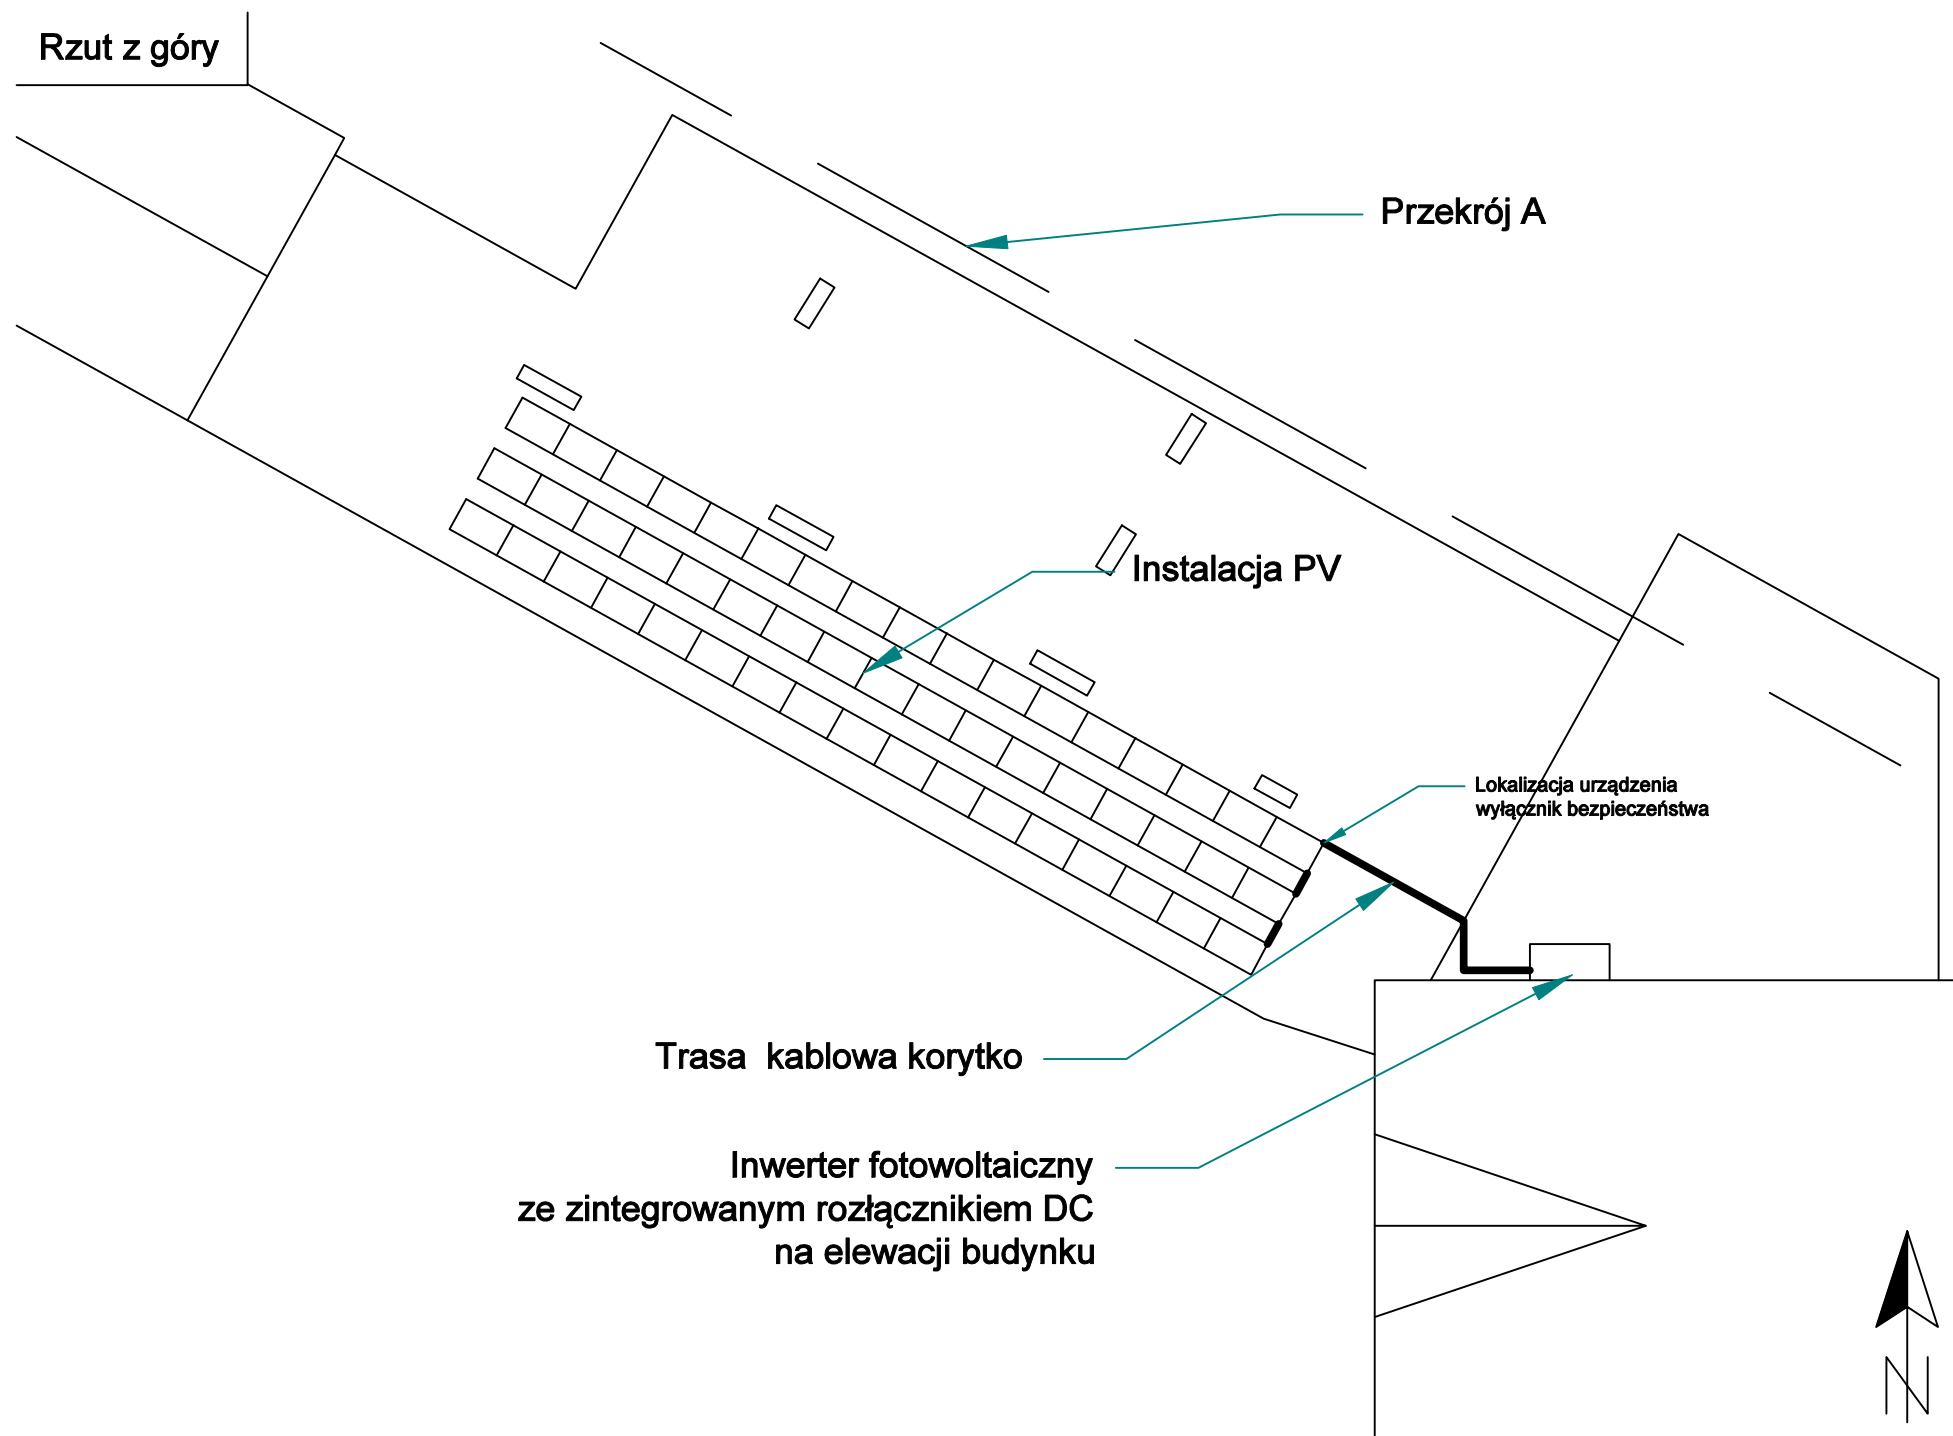 Rzut z góry
Przekrój A
Instalacja PV
Lokalizacja urządzenia
wyłącznik bezpieczeństwa
Trasa kablowa korytko
Inwerter fotowoltaiczny
ze zintegrowanym rozłącznikiem DC
na elewacji budynku
N